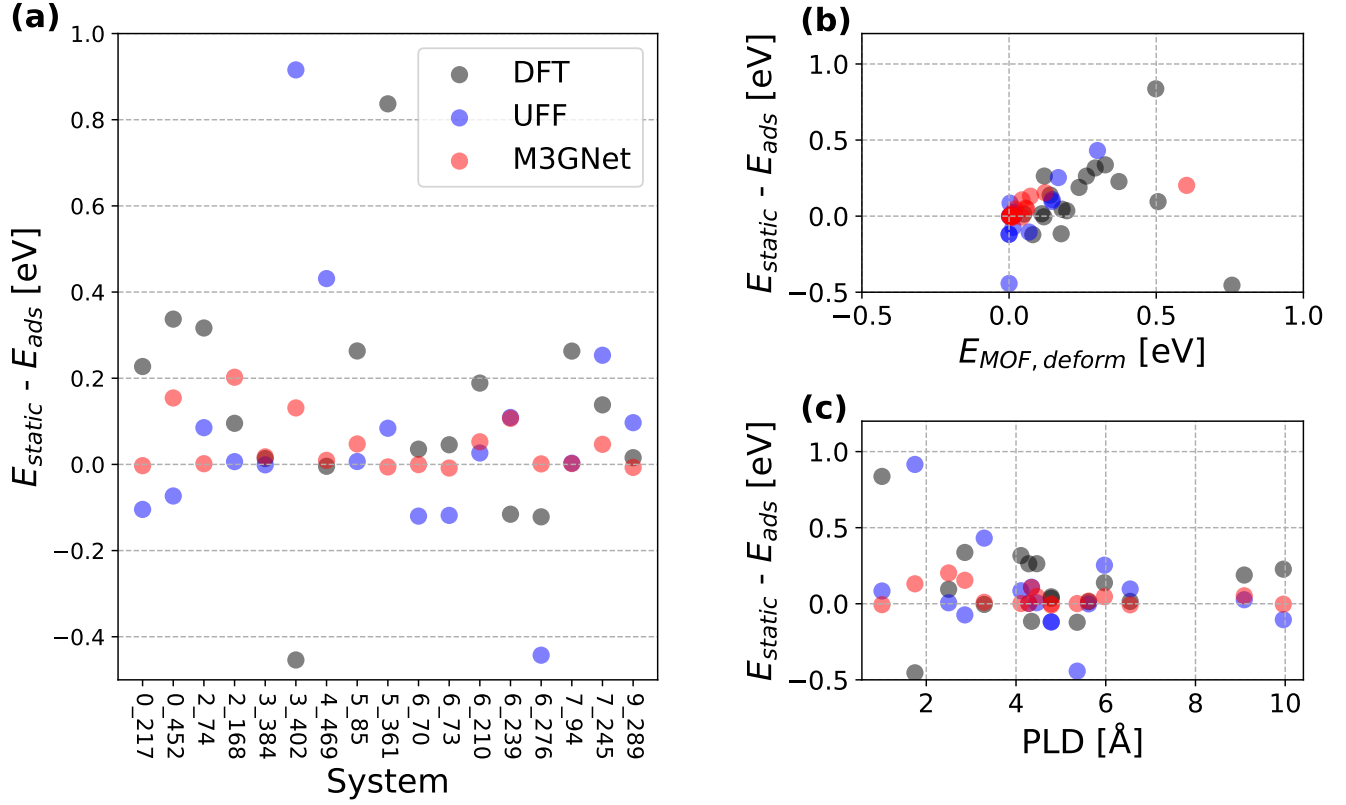 (a)
1.0
0.8
0.6
0.4
0.2
0.0
−0.2
−0.4
E_static - E_ads [eV]
DFT
UFF
M3GNet
0_217
0_452
2_74
2_168
3_384
3_402
4_469
5_85
5_361
6_70
6_73
6_210
6_239
6_276
7_94
7_245
9_289
System
(b)
1.0
0.5
0.0
−0.5
E_static - E_ads [eV]
−0.5 0.0 0.5 1.0
E_MOF, deform [eV]
(c)
1.0
0.5
0.0
−0.5
E_static - E_ads [eV]
2 4 6 8 10
PLD [Å]